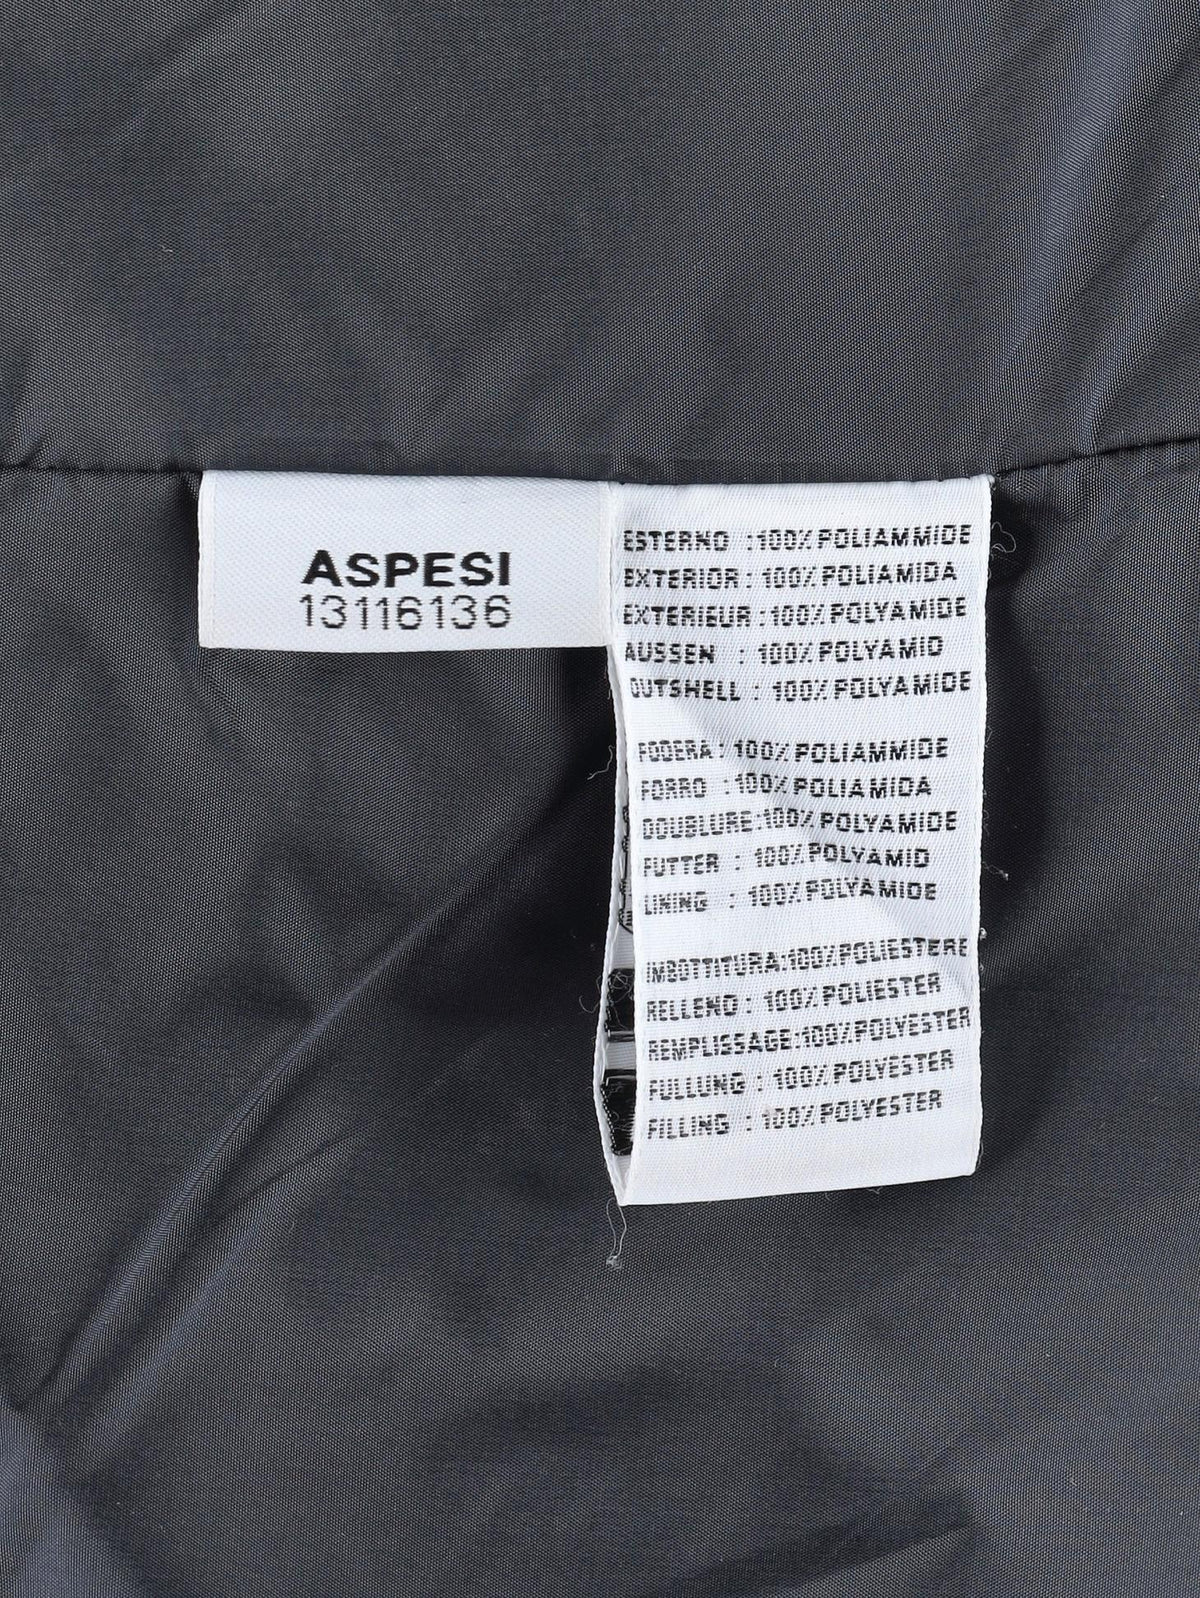 ASPESI
13116136
ESTERNO :100% POLIAMMIDE
EXTERIOR: 100% POLIAMIDA
EXTERIEUR:100% POLYAMIDE
AUSSEN : 100% POLYAMID
OUTSHELL : 100% POLYAMIDE
FODERA: 100% POLIAMMIDE
FORRO : 100% POLIAMIDA
DOUBLURE:100% POLYAMIDE
FUTTER : 100% POLYAMID
LINING : 100% POLYAMIDE
IMBOTTITURA:100% POLIESTERE
RELLENO : 100% POLIESTER
REMPLISSAGE:100% POLYESTER
FULLUNG : 100% POLYESTER
FILLING : 100% POLYESTER